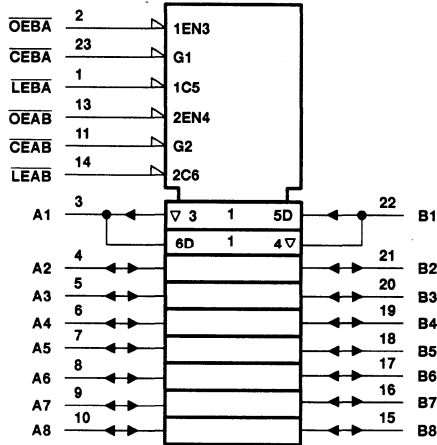 OEBA 2 1EN3
CEBA 23 G1
LEBA 1 1C5
OEAB 13 2EN4
CEAB 11 G2
LEAB 14 2C6
A1 3 ▽ 3 1 5D 22 B1
6D 1 4 ▽
A2 4 21 B2
A3 5 20 B3
A4 6 19 B4
A5 7 18 B5
A6 8 17 B6
A7 9 16 B7
A8 10 15 B8